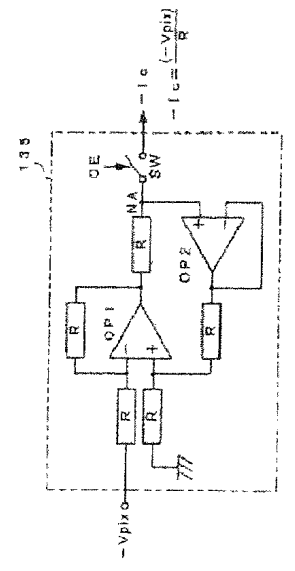 135
-Vpix
R
R
R
OP1
-
+
R
NA
OE
SW
-Ic
-Ic=(-Vpix)/R
OP2
+
-
R